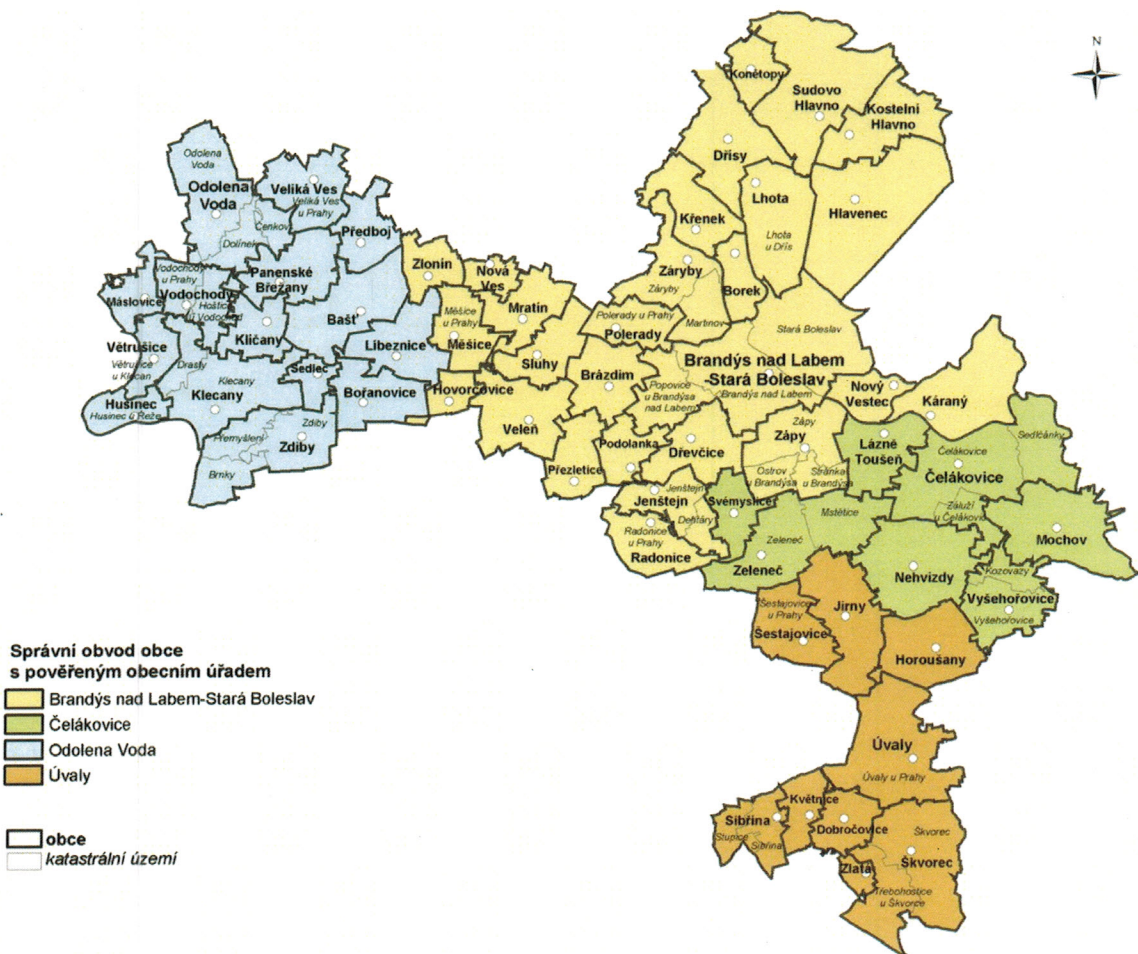 N
Konětopy
Sudovo
Hlavno
Kostelní
Hlavno
Dřísy
Lhota
Lhota
u Dřís
Hlavenec
Křenek
Záryby
Záryby
Borek
Martinov
Odolena
Voda
Odolena
Voda
Veliká Ves
Veliká Ves
u Prahy
Čenkov
Dolínek
Předboj
Panenské
Břežany
Vodochody
u Prahy
Vodochody
Hoštice
u Vodochod
Máslovice
Zlonín
Nová
Ves
Mratín
Měšice
u Prahy
Měšice
Bašť
Klíčany
Líbeznice
Sluhy
Větrušice
Větrušice
u Klecan
Drasty
Sedlec
Klecany
Klecany
Bořanovice
Hovorčovice
Husinec
Husinec u Řeže
Přemyšlení
Zdiby
Zdiby
Brnky
Polerady u Prahy
Polerady
Stará Boleslav
Brandýs nad Labem
-Stará Boleslav
Brandýs nad Labem
Popovice
u Brandýsa
nad Labem
Brázdim
Nový
Vestec
Káraný
Veleň
Přezletice
Podolanka
Dřevčice
Zápy
Zápy
Ostrov
u Brandýsa
Stránka
u Brandýsa
Lázně
Toušeň
Čelákovice
Čelákovice
Sedlčánky
Záluží
u Čelákovic
Jenštejn
Jenštejn
Dehtáry
Svémyslice
Mstětice
Radonice
u Prahy
Radonice
Zeleneč
Zeleneč
Nehvizdy
Mochov
Kozovazy
Vyšehořovice
Vyšehořovice
Šestajovice
u Prahy
Šestajovice
Jirny
Horoušany
Úvaly
Úvaly u Prahy
Květnice
Sibřina
Stupice
Sibřina
Dobročovice
Škvorec
Škvorec
Zlatá
Třebohostice
u Škvorce
Správní obvod obce
s pověřeným obecním úřadem
Brandýs nad Labem-Stará Boleslav
Čelákovice
Odolena Voda
Úvaly
obce
katastrální území